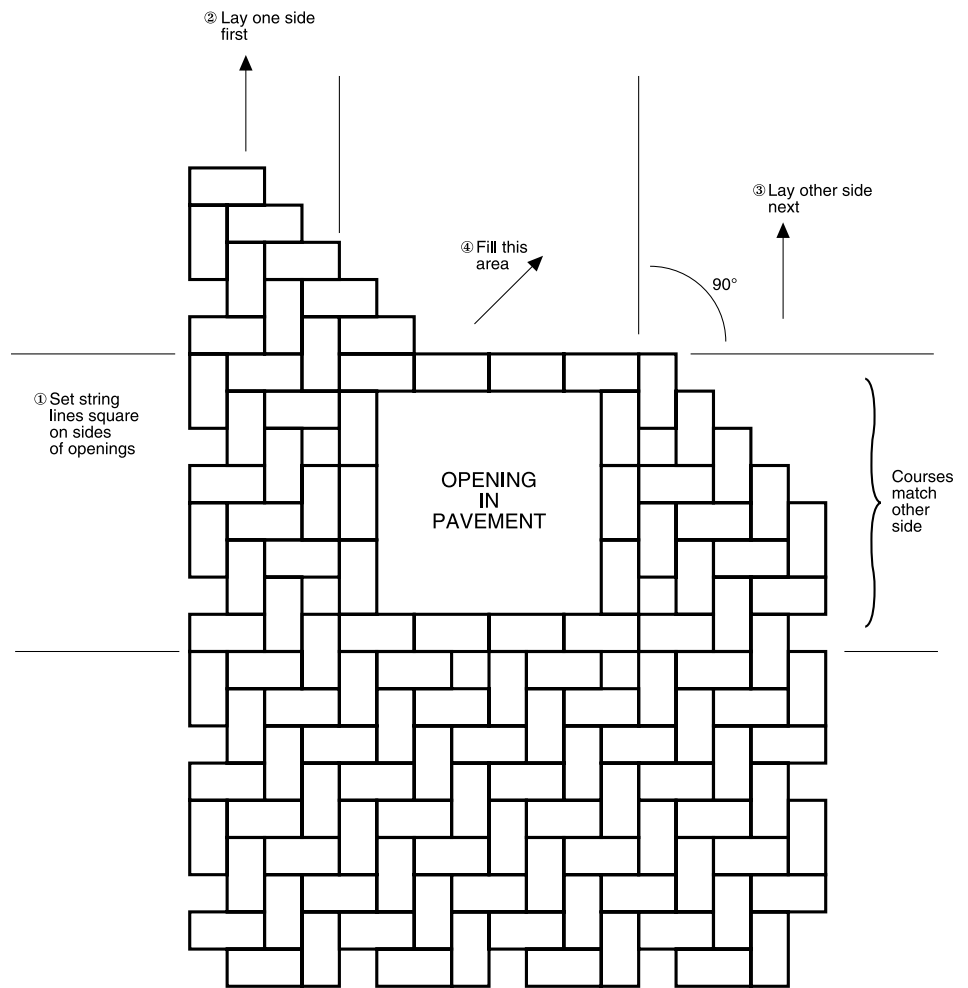 ② Lay one side
first
③ Lay other side
next
④ Fill this
area
90°
① Set string
lines square
on sides
of openings
OPENING
IN
PAVEMENT
Courses
match
other
side